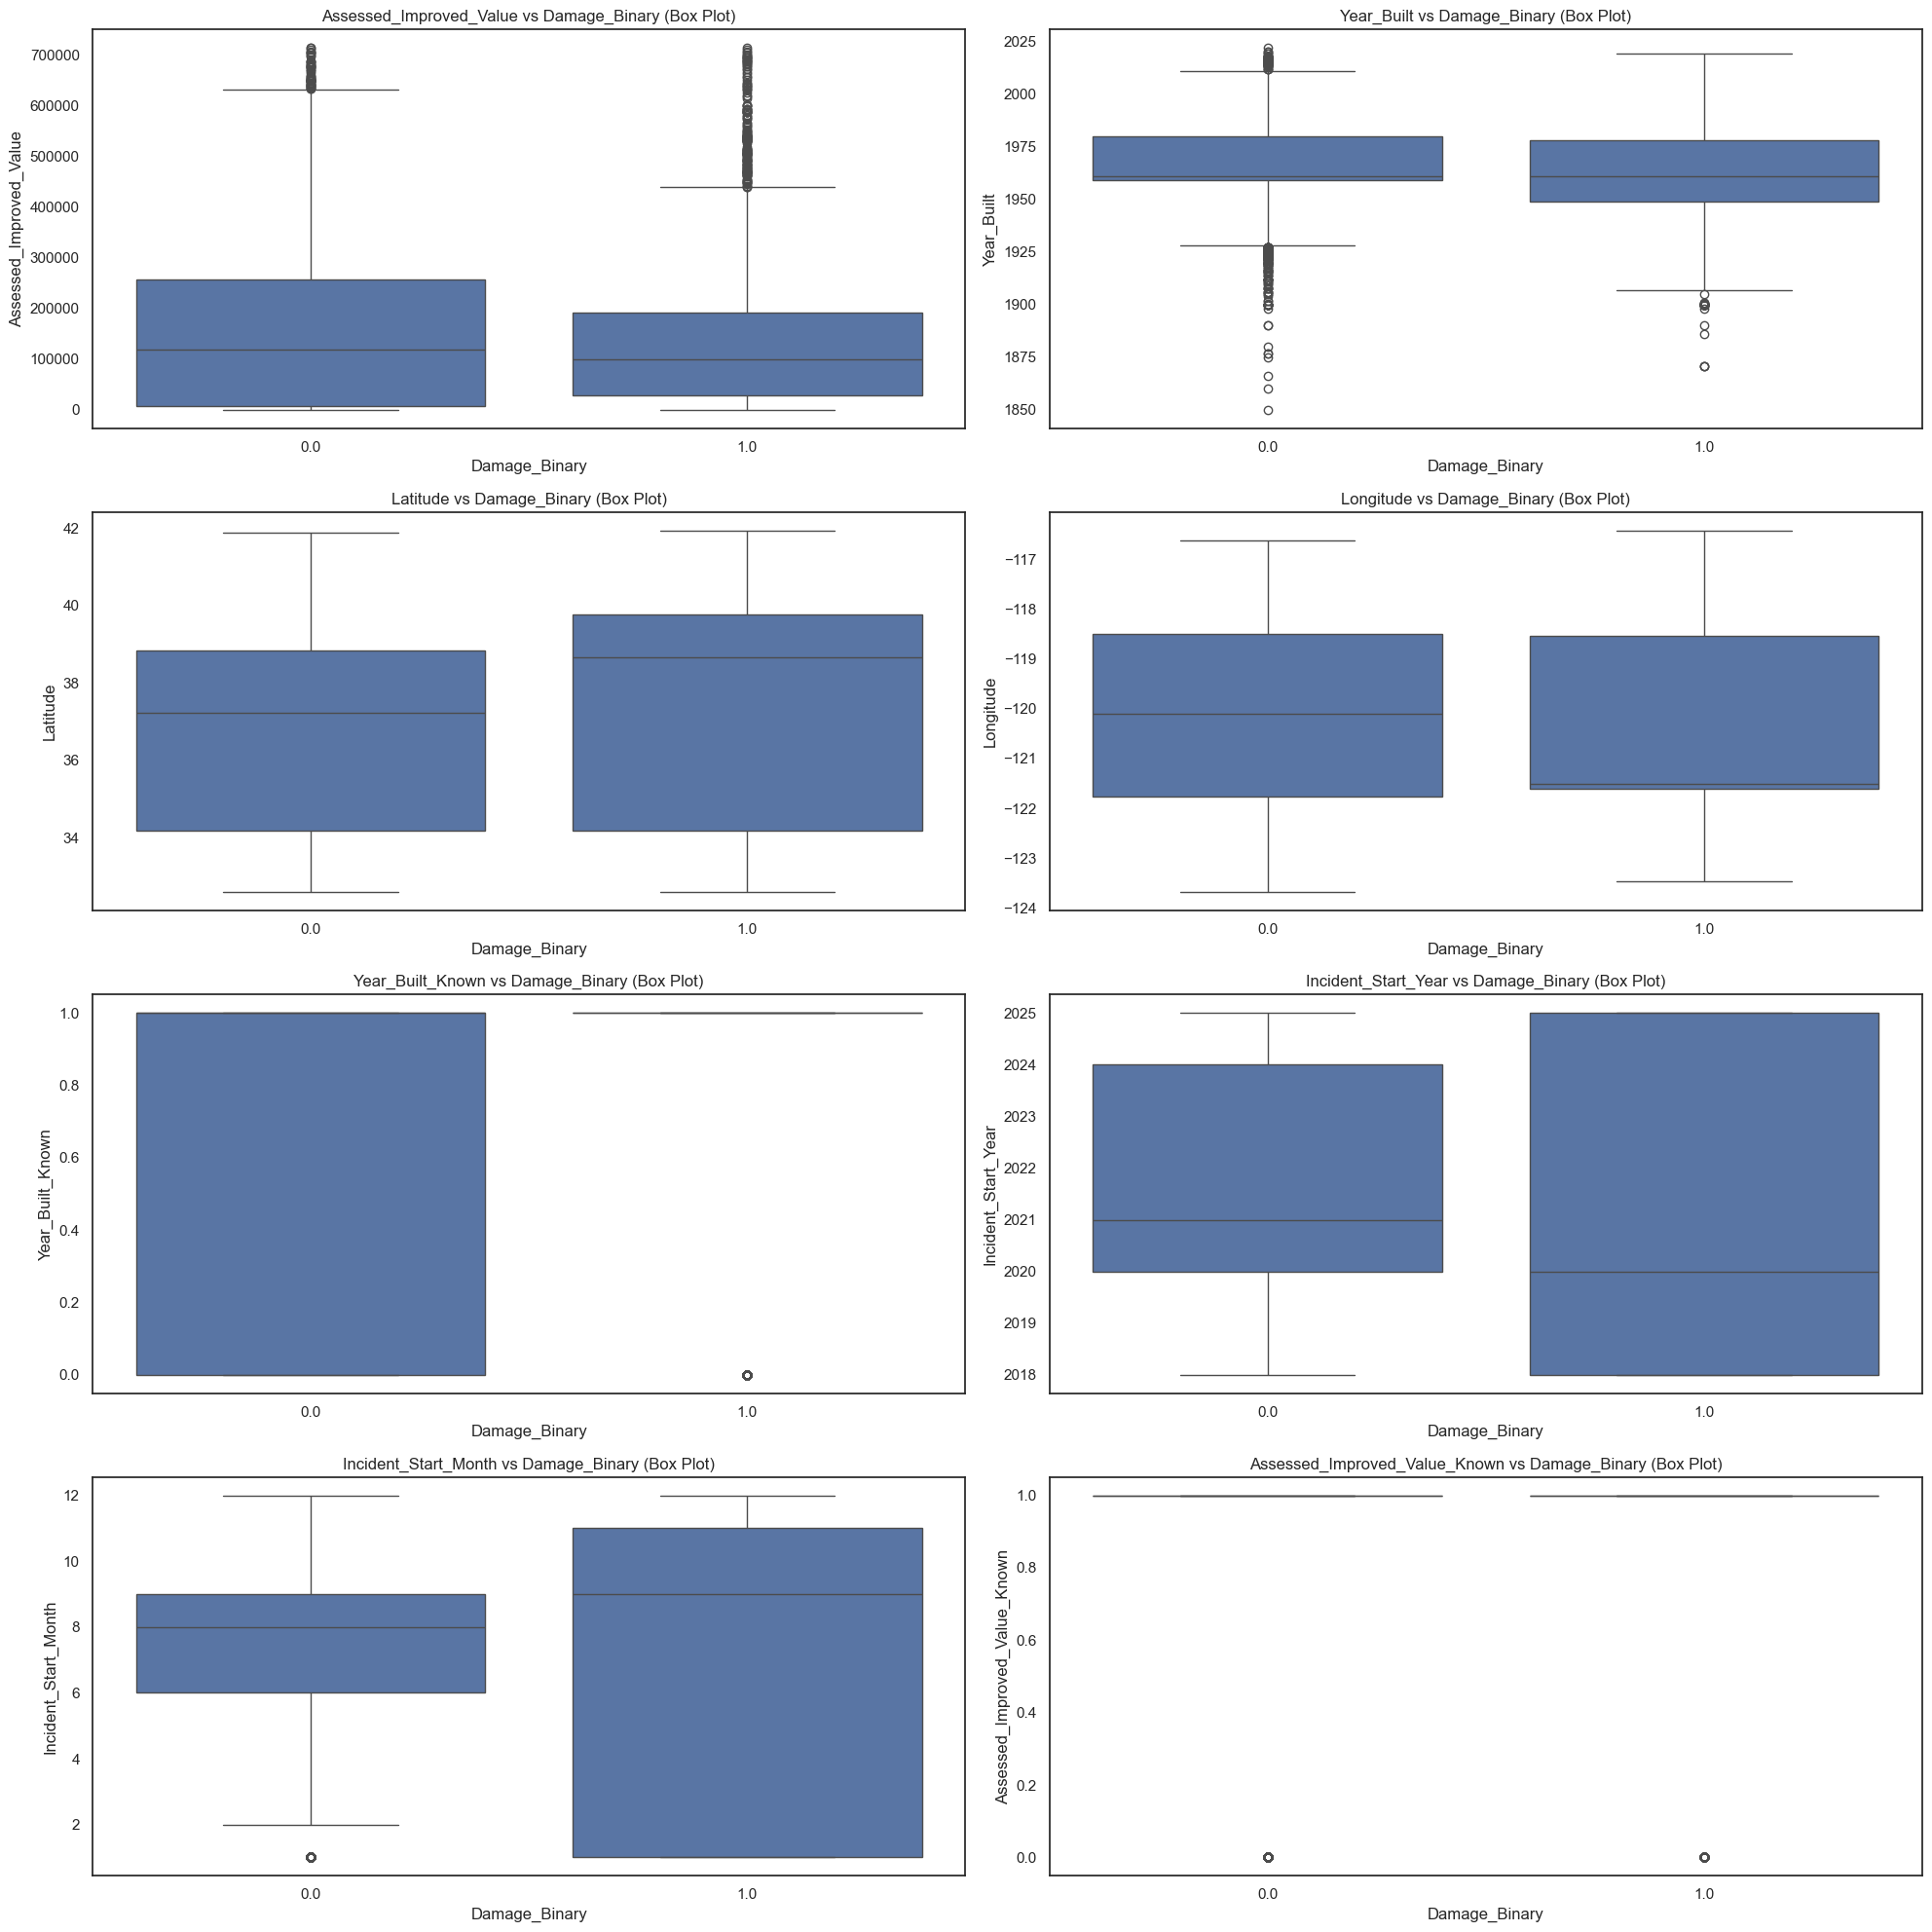 Assessed_Improved_Value vs Damage_Binary (Box Plot)
700000
600000
500000
400000
300000
200000
100000
0
Assessed_Improved_Value
0.0 1.0
Damage_Binary
Year_Built vs Damage_Binary (Box Plot)
2025
2000
1975
1950
1925
1900
1875
1850
Year_Built
0.0 1.0
Damage_Binary
Latitude vs Damage_Binary (Box Plot)
42
40
38
36
34
Latitude
0.0 1.0
Damage_Binary
Longitude vs Damage_Binary (Box Plot)
−117
−118
−119
−120
−121
−122
−123
−124
Longitude
0.0 1.0
Damage_Binary
Year_Built_Known vs Damage_Binary (Box Plot)
1.0
0.8
0.6
0.4
0.2
0.0
Year_Built_Known
0.0 1.0
Damage_Binary
Incident_Start_Year vs Damage_Binary (Box Plot)
2025
2024
2023
2022
2021
2020
2019
2018
Incident_Start_Year
0.0 1.0
Damage_Binary
Incident_Start_Month vs Damage_Binary (Box Plot)
12
10
8
6
4
2
Incident_Start_Month
0.0 1.0
Damage_Binary
Assessed_Improved_Value_Known vs Damage_Binary (Box Plot)
1.0
0.8
0.6
0.4
0.2
0.0
Assessed_Improved_Value_Known
0.0 1.0
Damage_Binary